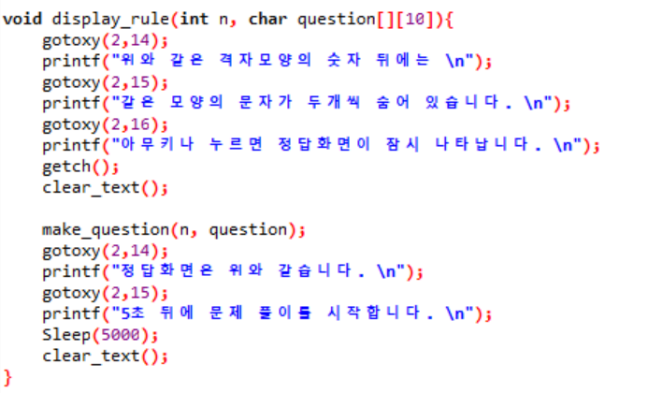 void display_rule(int n, char question[][10]){
gotoxy(2,14);
printf("위와 같은 격자모양의 숫자 뒤에는 \n");
gotoxy(2,15);
printf("같은 모양의 문자가 두개씩 숨어 있습니다. \n");
gotoxy(2,16);
printf("아무키나 누르면 정답화면이 잠시 나타납니다. \n");
getch();
clear_text();
make_question(n, question);
gotoxy(2,14);
printf("정답화면은 위와 같습니다. \n");
gotoxy(2,15);
printf("5초 뒤에 문제 풀이를 시작합니다. \n");
Sleep(5000);
clear_text();
}